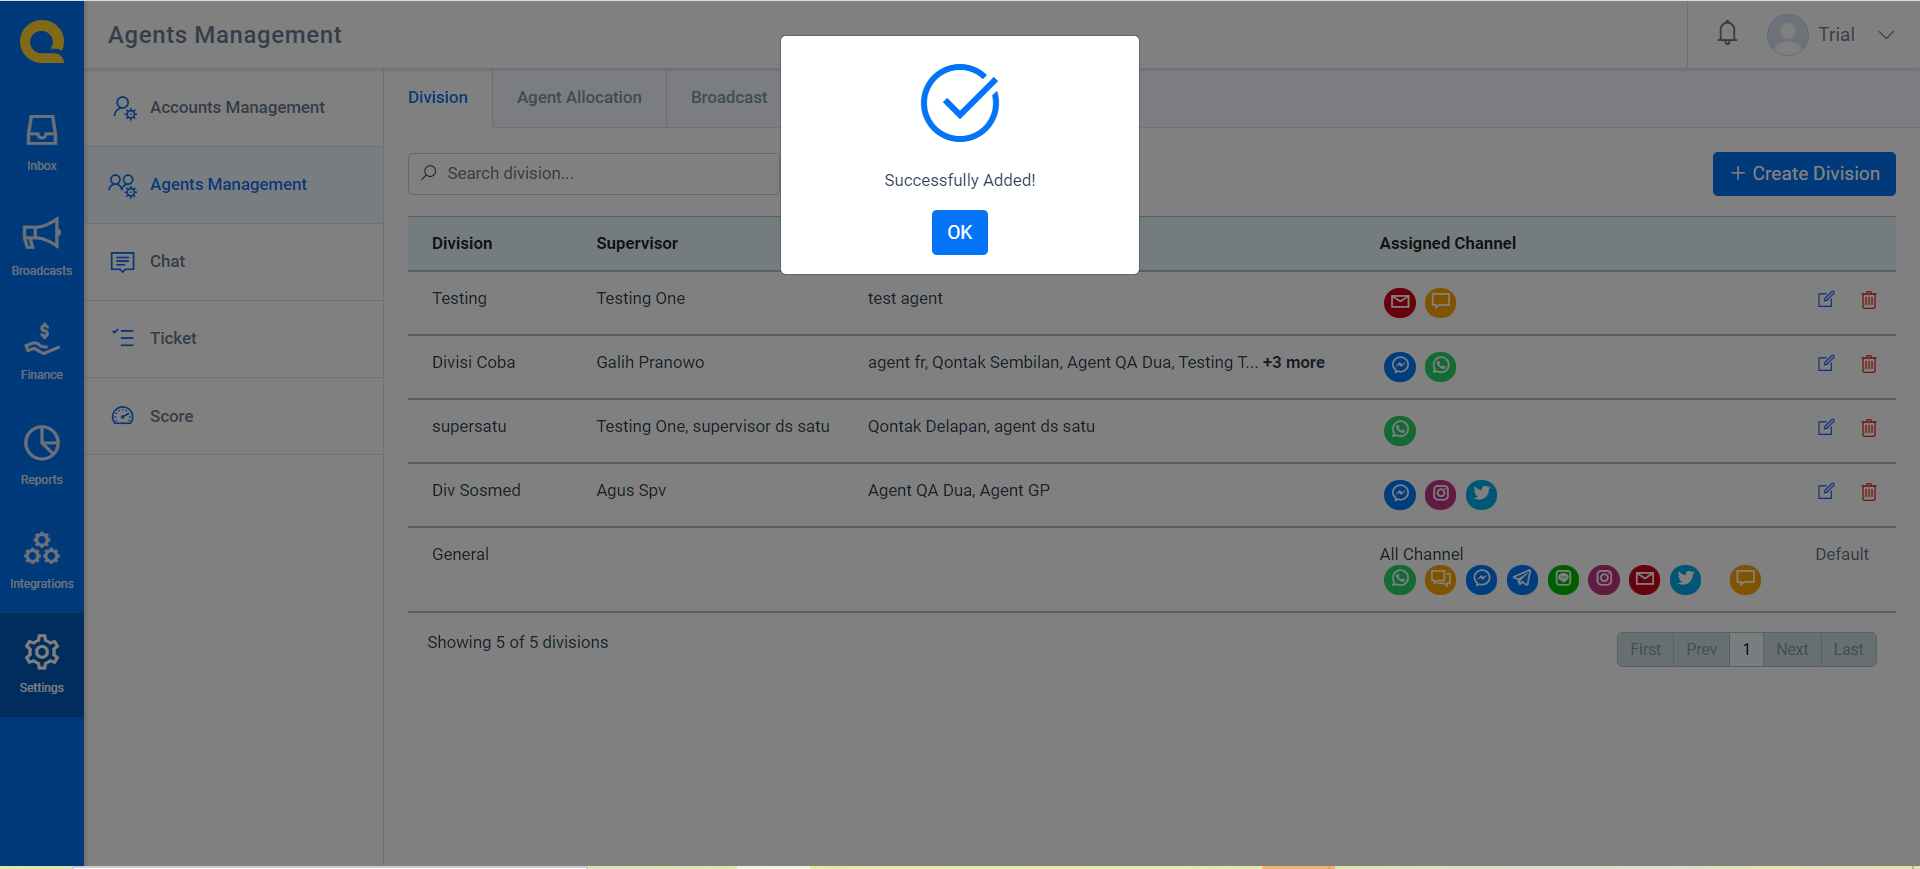 Agents Management
Trial
Inbox
Broadcasts
Finance
Reports
Integrations
Settings
Accounts Management
Agents Management
Chat
Ticket
Score
Division Agent Allocation Broadcast
Search division...
+ Create Division
Successfully Added!
OK
Division Supervisor Assigned Channel
Testing Testing One test agent
Divisi Coba Galih Pranowo agent fr, Qontak Sembilan, Agent QA Dua, Testing T... +3 more
supersatu Testing One, supervisor ds satu Qontak Delapan, agent ds satu
Div Sosmed Agus Spv Agent QA Dua, Agent GP
General All Channel Default
Showing 5 of 5 divisions
First Prev 1 Next Last